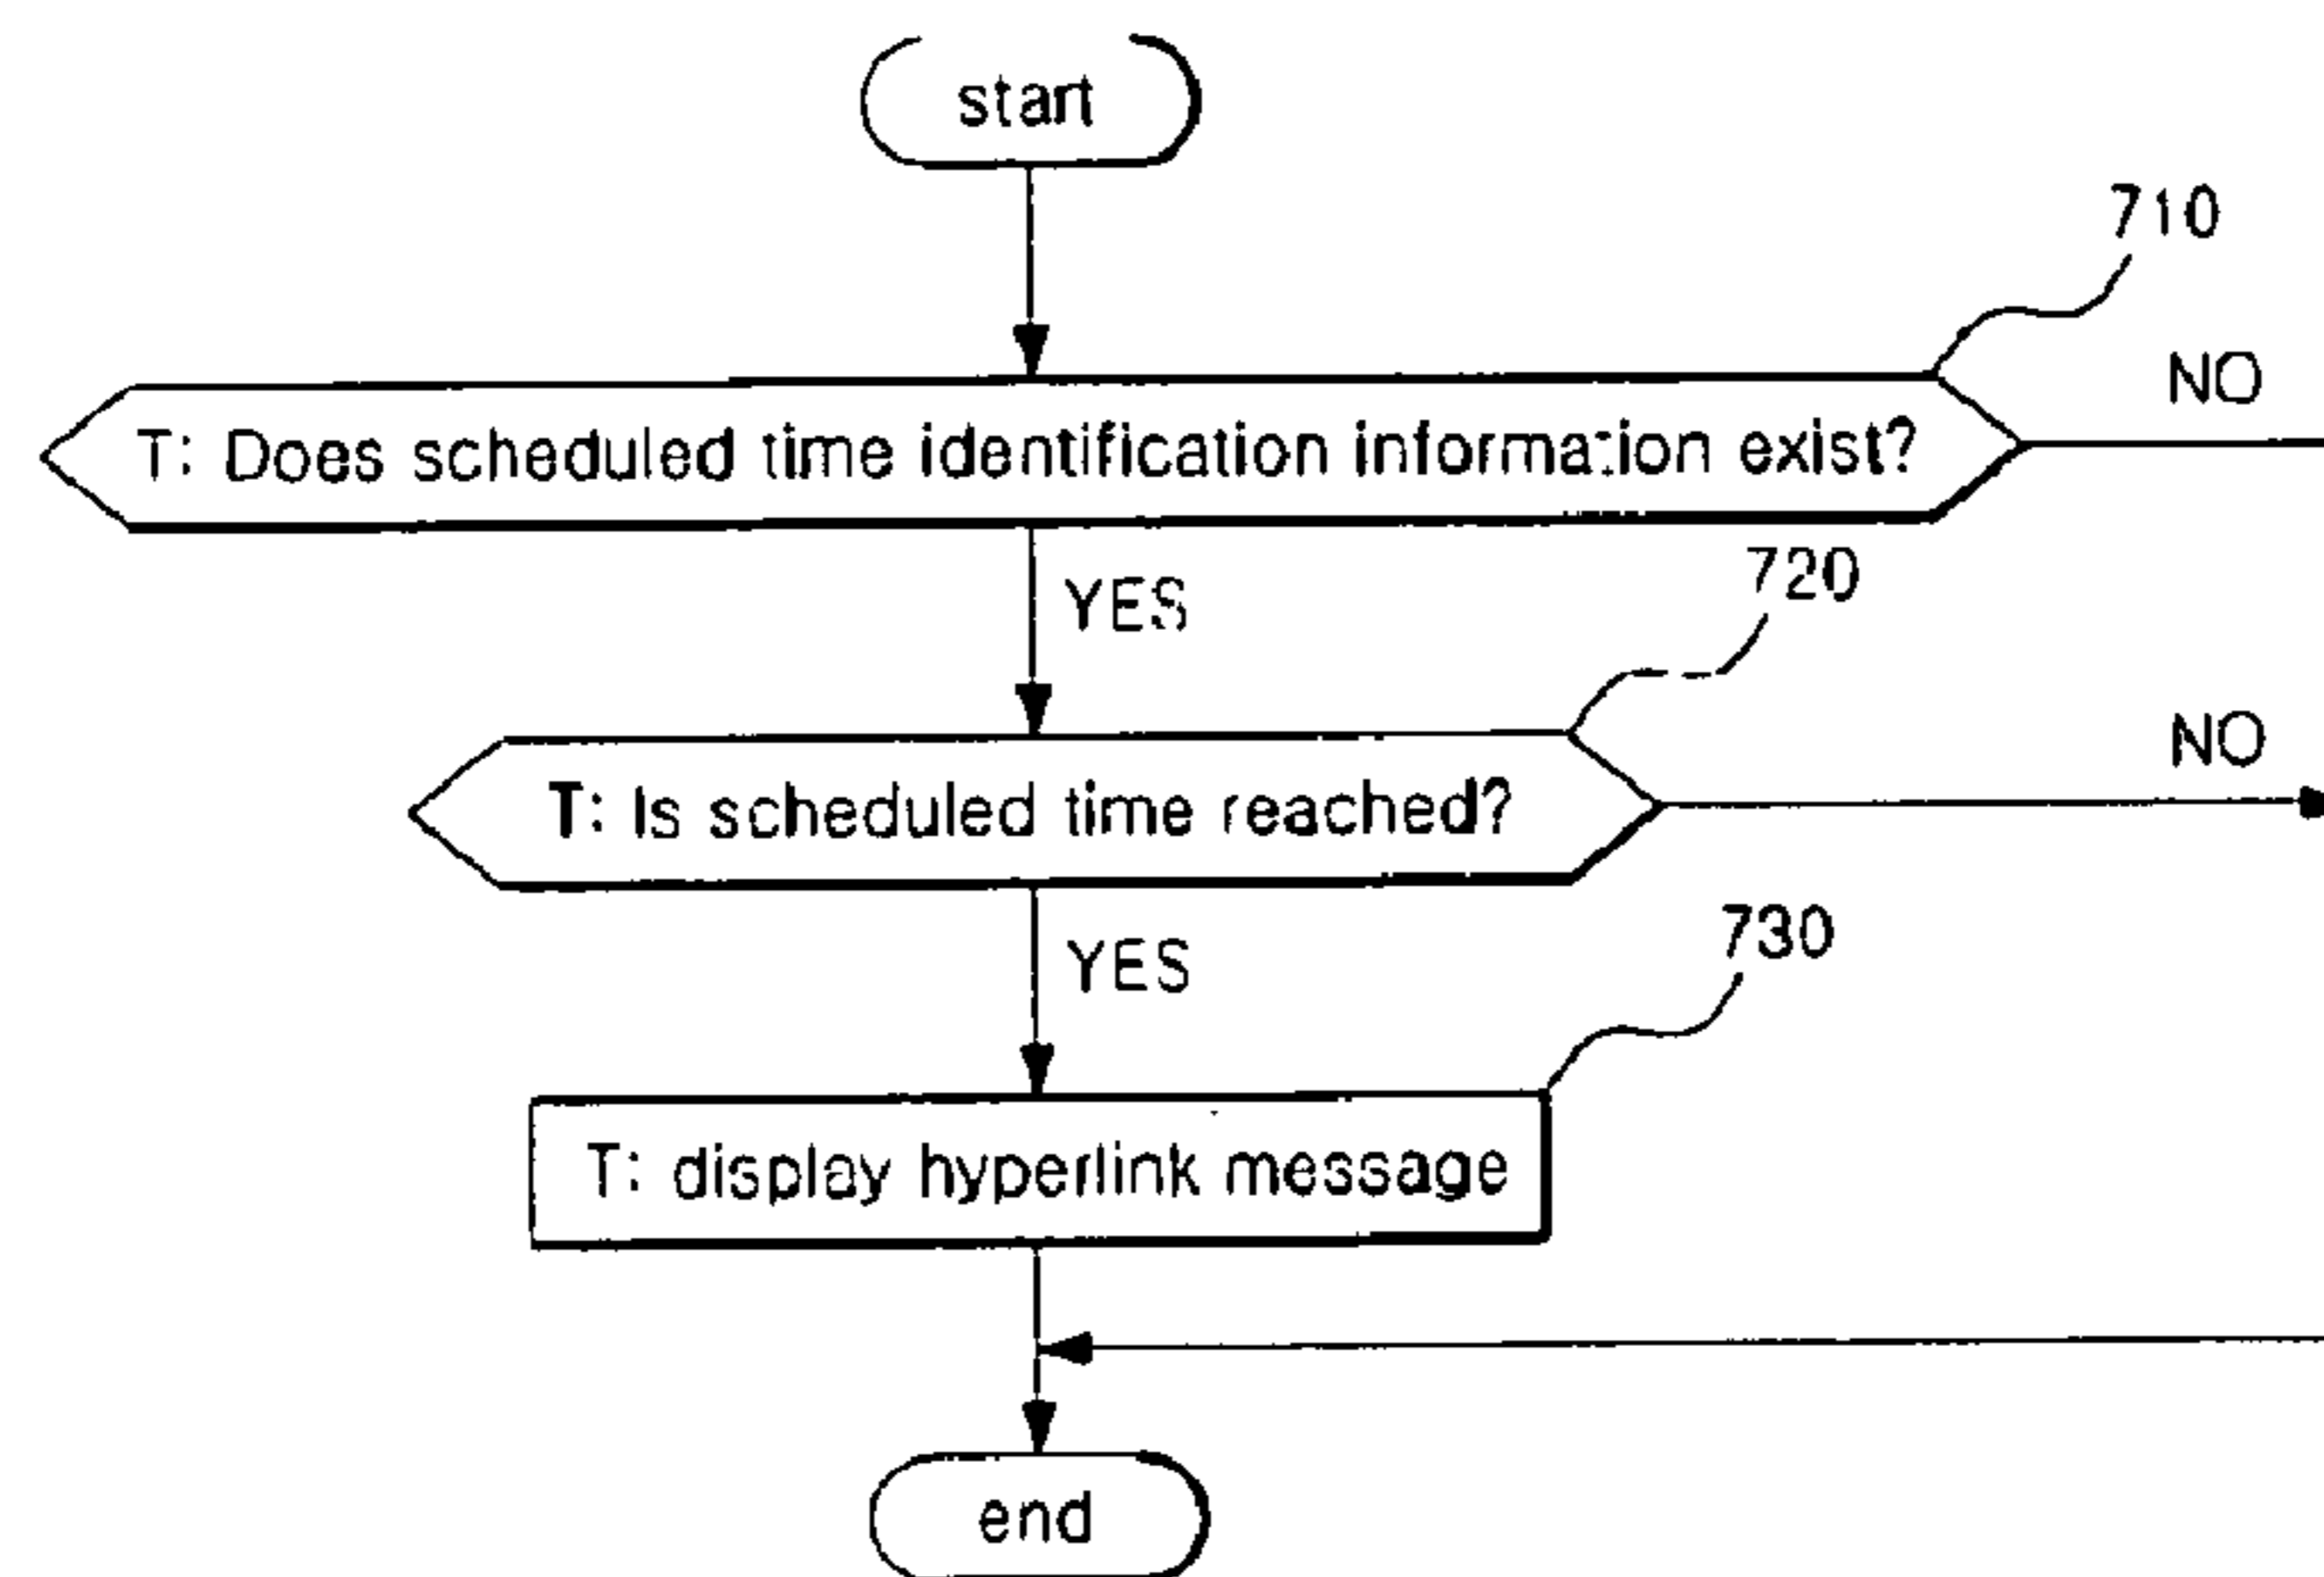 start
710
NO
T: Does scheduled time identification information exist?
YES
720
NO
T: Is scheduled time reached?
YES
730
T: display hyperlink message
end